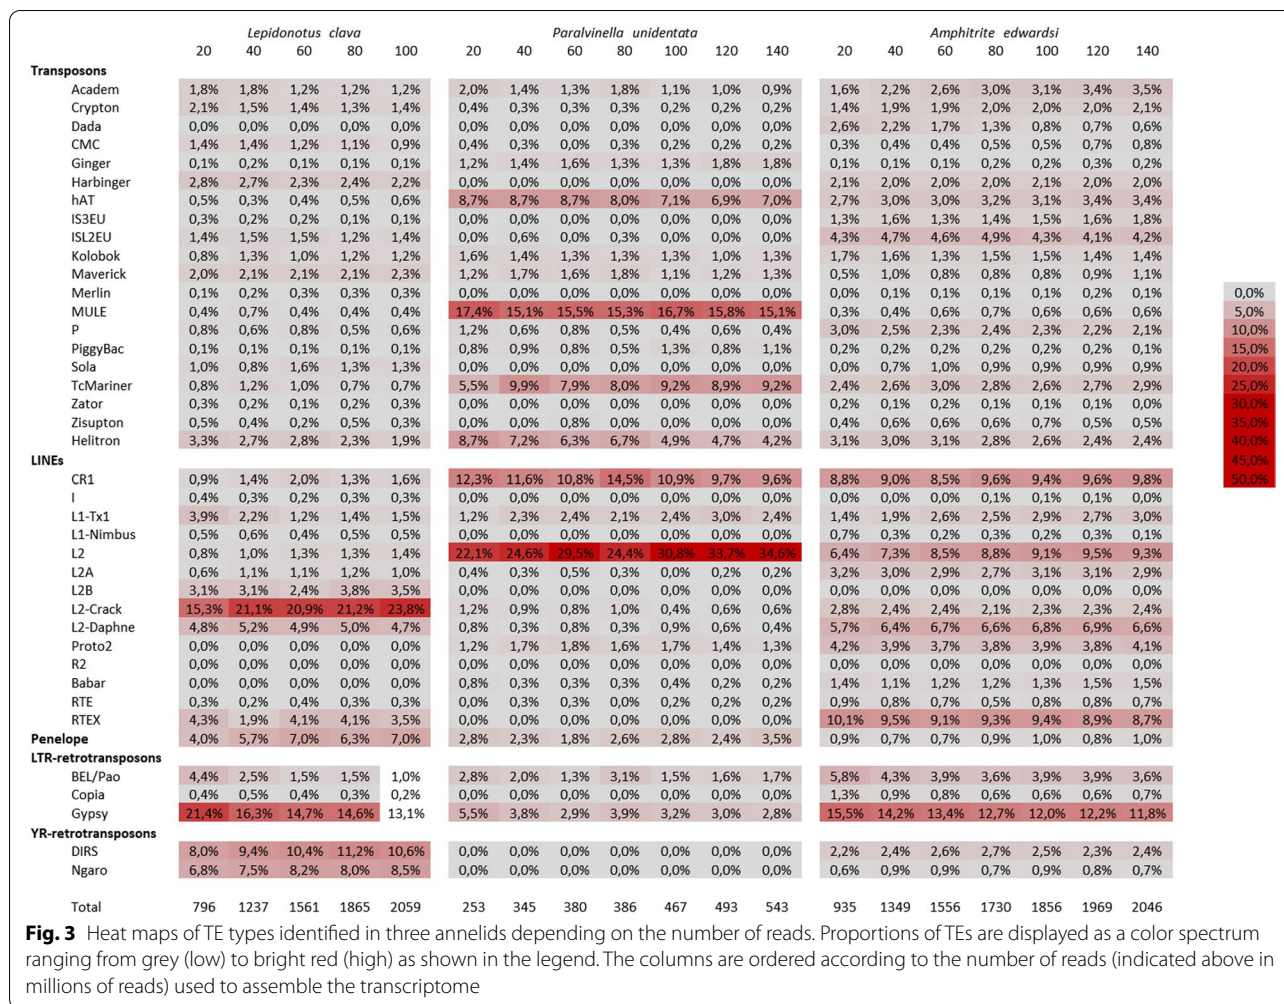 Lepidonotus clava Paralvinella unidentata Amphitrite edwardsi
20 40 60 80 100 20 40 60 80 100 120 140 20 40 60 80 100 120 140
Transposons
Academ 1,8% 1,8% 1,2% 1,2% 1,2% 2,0% 1,4% 1,3% 1,8% 1,1% 1,0% 0,9% 1,6% 2,2% 2,6% 3,0% 3,1% 3,4% 3,5%
Crypton 2,1% 1,5% 1,4% 1,3% 1,4% 0,4% 0,3% 0,3% 0,3% 0,2% 0,2% 0,2% 1,4% 1,9% 1,9% 2,0% 2,0% 2,0% 2,1%
Dada 0,0% 0,0% 0,0% 0,0% 0,0% 0,0% 0,0% 0,0% 0,0% 0,0% 0,0% 0,0% 2,6% 2,2% 1,7% 1,3% 0,8% 0,7% 0,6%
CMC 1,4% 1,4% 1,2% 1,1% 0,9% 0,4% 0,3% 0,0% 0,3% 0,2% 0,2% 0,2% 0,3% 0,4% 0,4% 0,5% 0,5% 0,7% 0,8%
Ginger 0,1% 0,2% 0,1% 0,1% 0,1% 1,2% 1,4% 1,6% 1,3% 1,3% 1,8% 1,8% 0,1% 0,1% 0,1% 0,2% 0,2% 0,3% 0,2%
Harbinger 2,8% 2,7% 2,3% 2,4% 2,2% 0,0% 0,0% 0,0% 0,0% 0,0% 0,0% 0,0% 2,1% 2,0% 2,0% 2,0% 2,1% 2,0% 2,0%
hAT 0,5% 0,3% 0,4% 0,5% 0,6% 8,7% 8,7% 8,7% 8,0% 7,1% 6,9% 7,0% 2,7% 3,0% 3,0% 3,2% 3,1% 3,4% 3,4%
IS3EU 0,3% 0,2% 0,2% 0,1% 0,1% 0,0% 0,0% 0,0% 0,0% 0,0% 0,0% 0,0% 1,3% 1,6% 1,3% 1,4% 1,5% 1,6% 1,8%
ISL2EU 1,4% 1,5% 1,5% 1,2% 1,4% 0,0% 0,6% 0,0% 0,3% 0,0% 0,0% 0,0% 4,3% 4,7% 4,6% 4,9% 4,3% 4,1% 4,2%
Kolobok 0,8% 1,3% 1,0% 1,2% 1,2% 1,6% 1,4% 1,3% 1,3% 1,3% 1,0% 1,3% 1,7% 1,6% 1,3% 1,5% 1,5% 1,4% 1,4%
Maverick 2,0% 2,1% 2,1% 2,1% 2,3% 1,2% 1,7% 1,6% 1,8% 1,1% 1,2% 1,3% 0,5% 1,0% 0,8% 0,8% 0,8% 0,9% 1,1%
Merlin 0,1% 0,2% 0,3% 0,3% 0,3% 0,0% 0,0% 0,0% 0,0% 0,0% 0,0% 0,0% 0,0% 0,1% 0,1% 0,1% 0,1% 0,2% 0,1% 0,0%
MULE 0,4% 0,7% 0,4% 0,4% 0,4% 17,4% 15,1% 15,5% 15,3% 16,7% 15,8% 15,1% 0,3% 0,4% 0,6% 0,7% 0,6% 0,6% 0,6% 5,0%
P 0,8% 0,6% 0,8% 0,5% 0,6% 1,2% 0,6% 0,8% 0,5% 0,4% 0,6% 0,4% 3,0% 2,5% 2,3% 2,4% 2,3% 2,2% 2,1% 10,0%
PiggyBac 0,1% 0,1% 0,1% 0,1% 0,1% 0,8% 0,9% 0,8% 0,5% 1,3% 0,8% 1,1% 0,2% 0,2% 0,2% 0,2% 0,2% 0,2% 0,1% 15,0%
Sola 1,0% 0,8% 1,6% 1,3% 1,3% 0,0% 0,0% 0,0% 0,0% 0,0% 0,0% 0,0% 0,0% 0,7% 1,0% 0,9% 0,9% 0,9% 0,9% 20,0%
TcMariner 0,8% 1,2% 1,0% 0,7% 0,7% 5,5% 9,9% 7,9% 8,0% 9,2% 8,9% 9,2% 2,4% 2,6% 3,0% 2,8% 2,6% 2,7% 2,9% 25,0%
Zator 0,3% 0,2% 0,1% 0,2% 0,3% 0,0% 0,0% 0,0% 0,0% 0,0% 0,0% 0,0% 0,2% 0,1% 0,2% 0,1% 0,1% 0,1% 0,0% 30,0%
Zisupton 0,5% 0,4% 0,2% 0,5% 0,3% 0,0% 0,0% 0,8% 0,0% 0,0% 0,0% 0,0% 0,4% 0,6% 0,6% 0,6% 0,7% 0,5% 0,5% 35,0%
Helitron 3,3% 2,7% 2,8% 2,3% 1,9% 8,7% 7,2% 6,3% 6,7% 4,9% 4,7% 4,2% 3,1% 3,0% 3,1% 2,8% 2,6% 2,4% 2,4% 40,0%
LINEs 45,0%
CR1 0,9% 1,4% 2,0% 1,3% 1,6% 12,3% 11,6% 10,8% 14,5% 10,9% 9,7% 9,6% 8,8% 9,0% 8,5% 9,6% 9,4% 9,6% 9,8% 50,0%
I 0,4% 0,3% 0,2% 0,3% 0,3% 0,0% 0,0% 0,0% 0,0% 0,0% 0,0% 0,0% 0,0% 0,0% 0,0% 0,1% 0,1% 0,1% 0,0%
L1-Tx1 3,9% 2,2% 1,2% 1,4% 1,5% 1,2% 2,3% 2,4% 2,1% 2,4% 3,0% 2,4% 1,4% 1,9% 2,6% 2,5% 2,9% 2,7% 3,0%
L1-Nimbus 0,5% 0,6% 0,4% 0,5% 0,5% 0,0% 0,0% 0,0% 0,0% 0,0% 0,0% 0,0% 0,7% 0,3% 0,2% 0,3% 0,2% 0,3% 0,1%
L2 0,8% 1,0% 1,3% 1,3% 1,4% 22,1% 24,6% 29,5% 24,4% 30,8% 33,7% 34,6% 6,4% 7,3% 8,5% 8,8% 9,1% 9,5% 9,3%
L2A 0,6% 1,1% 1,1% 1,2% 1,0% 0,4% 0,3% 0,5% 0,3% 0,0% 0,2% 0,2% 3,2% 3,0% 2,9% 2,7% 3,1% 3,1% 2,9%
L2B 3,1% 3,1% 2,4% 3,8% 3,5% 0,0% 0,0% 0,0% 0,0% 0,0% 0,0% 0,0% 0,0% 0,0% 0,0% 0,0% 0,0% 0,0% 0,0%
L2-Crack 15,3% 21,1% 20,9% 21,2% 23,8% 1,2% 0,9% 0,8% 1,0% 0,4% 0,6% 0,6% 2,8% 2,4% 2,4% 2,1% 2,3% 2,3% 2,4%
L2-Daphne 4,8% 5,2% 4,9% 5,0% 4,7% 0,8% 0,3% 0,8% 0,3% 0,9% 0,6% 0,4% 5,7% 6,4% 6,7% 6,6% 6,8% 6,9% 6,6%
Proto2 0,0% 0,0% 0,0% 0,0% 0,0% 1,2% 1,7% 1,8% 1,6% 1,7% 1,4% 1,3% 4,2% 3,9% 3,7% 3,8% 3,9% 3,8% 4,1%
R2 0,0% 0,0% 0,0% 0,0% 0,0% 0,0% 0,0% 0,0% 0,0% 0,0% 0,0% 0,0% 0,0% 0,0% 0,0% 0,0% 0,0% 0,0% 0,0%
Babar 0,0% 0,0% 0,0% 0,0% 0,0% 0,8% 0,3% 0,3% 0,3% 0,4% 0,2% 0,2% 1,4% 1,1% 1,2% 1,2% 1,3% 1,5% 1,5%
RTE 0,3% 0,2% 0,4% 0,3% 0,3% 0,0% 0,3% 0,3% 0,0% 0,2% 0,2% 0,2% 0,9% 0,8% 0,7% 0,5% 0,8% 0,8% 0,7%
RTEX 4,3% 1,9% 4,1% 4,1% 3,5% 0,0% 0,0% 0,0% 0,0% 0,0% 0,0% 0,0% 10,1% 9,5% 9,1% 9,3% 9,4% 8,9% 8,7%
Penelope 4,0% 5,7% 7,0% 6,3% 7,0% 2,8% 2,3% 1,8% 2,6% 2,8% 2,4% 3,5% 0,9% 0,7% 0,7% 0,9% 1,0% 0,8% 1,0%
LTR-retrotransposons
BEL/Pao 4,4% 2,5% 1,5% 1,5% 1,0% 2,8% 2,0% 1,3% 3,1% 1,5% 1,6% 1,7% 5,8% 4,3% 3,9% 3,6% 3,9% 3,9% 3,6%
Copia 0,4% 0,5% 0,4% 0,3% 0,2% 0,0% 0,0% 0,0% 0,0% 0,0% 0,0% 0,0% 1,3% 0,9% 0,8% 0,6% 0,6% 0,6% 0,7%
Gypsy 21,4% 16,3% 14,7% 14,6% 13,1% 5,5% 3,8% 2,9% 3,9% 3,2% 3,0% 2,8% 15,5% 14,2% 13,4% 12,7% 12,0% 12,2% 11,8%
YR-retrotransposons
DIRS 8,0% 9,4% 10,4% 11,2% 10,6% 0,0% 0,0% 0,0% 0,0% 0,0% 0,0% 0,0% 2,2% 2,4% 2,6% 2,7% 2,5% 2,3% 2,4%
Ngaro 6,8% 7,5% 8,2% 8,0% 8,5% 0,0% 0,0% 0,0% 0,0% 0,0% 0,0% 0,0% 0,6% 0,9% 0,9% 0,7% 0,9% 0,8% 0,7%
Total 796 1237 1561 1865 2059 253 345 380 386 467 493 543 935 1349 1556 1730 1856 1969 2046
Fig. 3 Heat maps of TE types identified in three annelids depending on the number of reads. Proportions of TEs are displayed as a color spectrum
ranging from grey (low) to bright red (high) as shown in the legend. The columns are ordered according to the number of reads (indicated above in
millions of reads) used to assemble the transcriptome